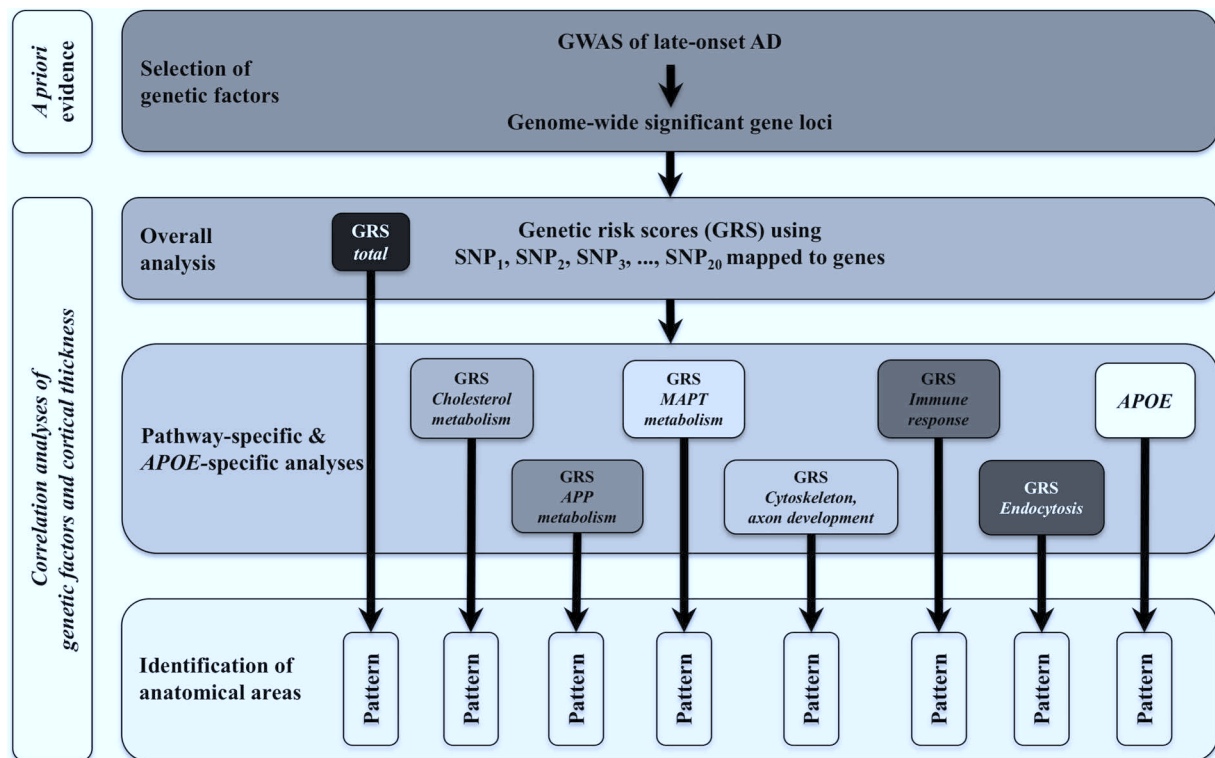 A priori
evidence
Selection of
genetic factors
GWAS of late-onset AD
Genome-wide significant gene loci
Correlation analyses of
genetic factors and cortical thickness
Overall
analysis
GRS
total
Genetic risk scores (GRS) using
SNP₁, SNP₂, SNP₃, ..., SNP₂₀ mapped to genes
Pathway-specific &
APOE-specific analyses
GRS
Cholesterol
metabolism
GRS
APP
metabolism
GRS
MAPT
metabolism
GRS
Cytoskeleton,
axon development
GRS
Immune
response
GRS
Endocytosis
APOE
Identification of
anatomical areas
Pattern
Pattern
Pattern
Pattern
Pattern
Pattern
Pattern
Pattern